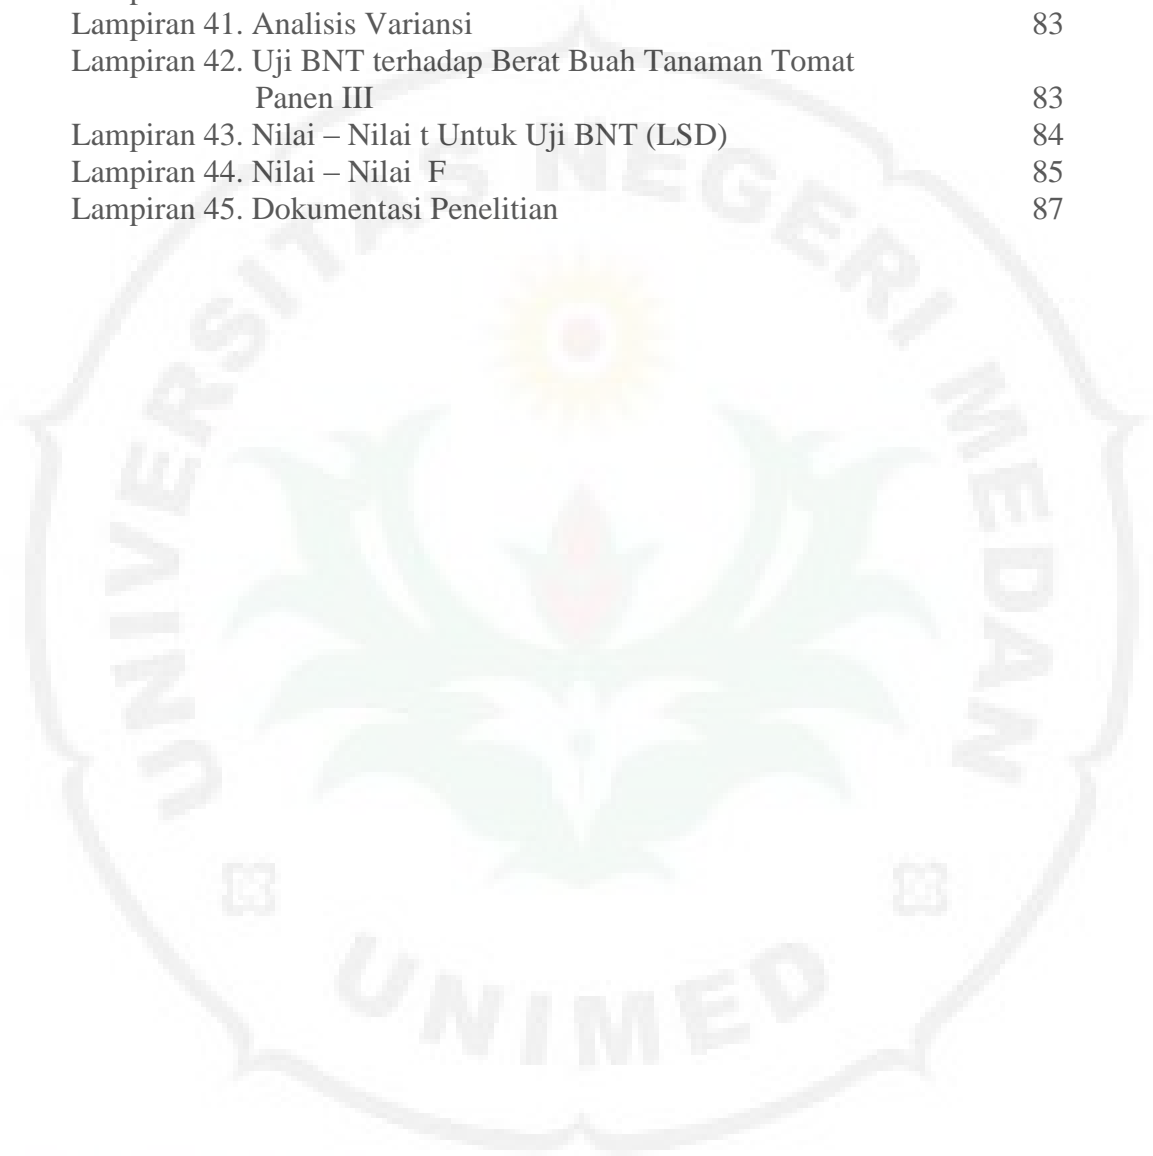 Lampiran 41. Analisis Variansi 83
Lampiran 42. Uji BNT terhadap Berat Buah Tanaman Tomat
Panen III 83
Lampiran 43. Nilai – Nilai t Untuk Uji BNT (LSD) 84
Lampiran 44. Nilai – Nilai F 85
Lampiran 45. Dokumentasi Penelitian 87
UNIVERSITAS NEGERI MEDAN
UNIMED